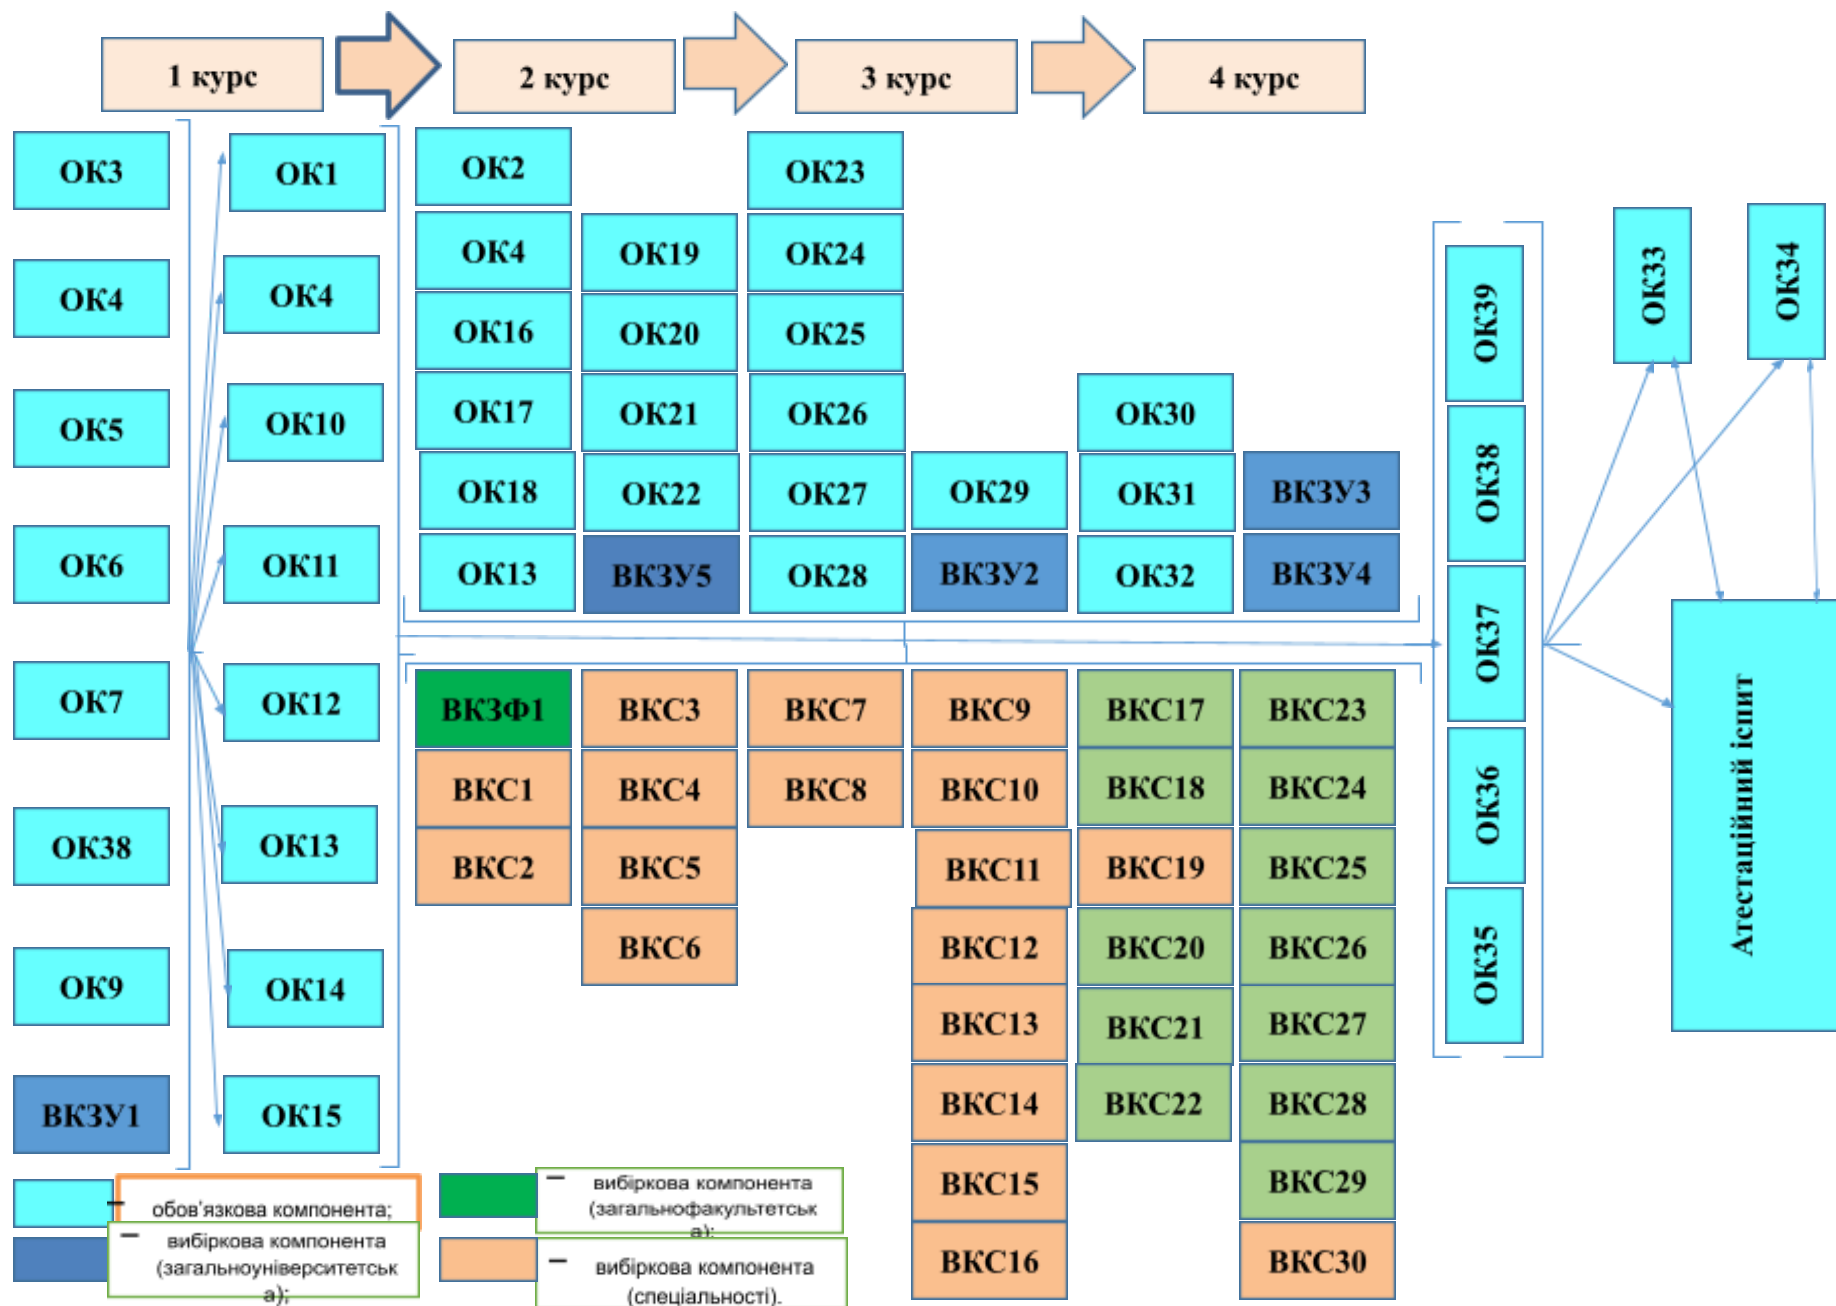 1 курс
2 курс
3 курс
4 курс
ОК3
ОК4
ОК5
ОК6
ОК7
ОК38
ОК9
ВКЗУ1
ОК1
ОК4
ОК10
ОК11
ОК12
ОК13
ОК14
ОК15
ОК2
ОК4
ОК16
ОК17
ОК18
ОК13
ОК19
ОК20
ОК21
ОК22
ВКЗУ5
ОК23
ОК24
ОК25
ОК26
ОК27
ОК28
ОК29
ВКЗУ2
ОК30
ОК31
ОК32
ВКЗУ3
ВКЗУ4
ВКЗФ1
ВКС1
ВКС2
ВКС3
ВКС4
ВКС5
ВКС6
ВКС7
ВКС8
ВКС9
ВКС10
ВКС11
ВКС12
ВКС13
ВКС14
ВКС15
ВКС16
ВКС17
ВКС18
ВКС19
ВКС20
ВКС21
ВКС22
ВКС23
ВКС24
ВКС25
ВКС26
ВКС27
ВКС28
ВКС29
ВКС30
ОК39
ОК38
ОК37
ОК36
ОК35
ОК33
ОК34
Атестаційний іспит
– обов'язкова компонента;
– вибіркова компонента
(загальноуніверситетськ
а);
– вибіркова компонента
(загальнофакультетськ
а);
– вибіркова компонента
(спеціальності).